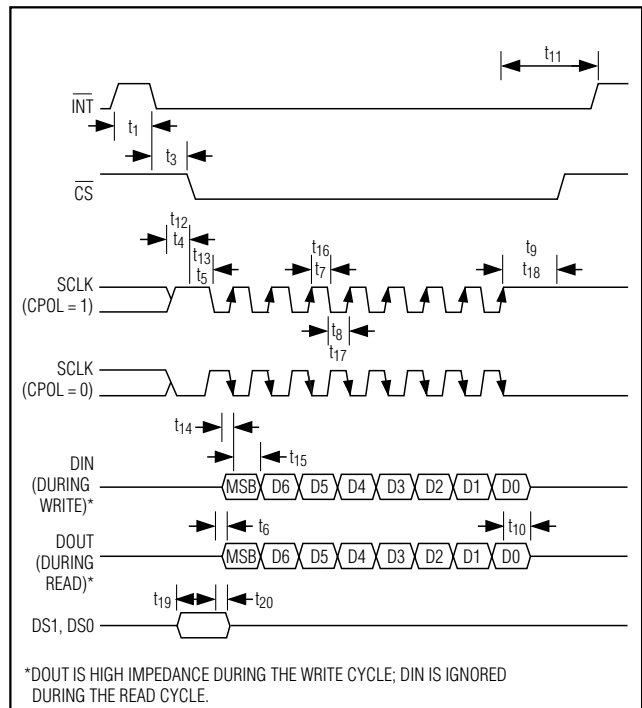 t11
INT
t1
t3
CS
t12
t4
t13
t5
t16
t7
t9
t18
SCLK
(CPOL = 1)
t8
t17
SCLK
(CPOL = 0)
t14
t15
DIN
(DURING
WRITE)*
MSB D6 D5 D4 D3 D2 D1 D0
t6
t10
DOUT
(DURING
READ)*
MSB D6 D5 D4 D3 D2 D1 D0
t19
t20
DS1, DS0
*DOUT IS HIGH IMPEDANCE DURING THE WRITE CYCLE; DIN IS IGNORED
DURING THE READ CYCLE.